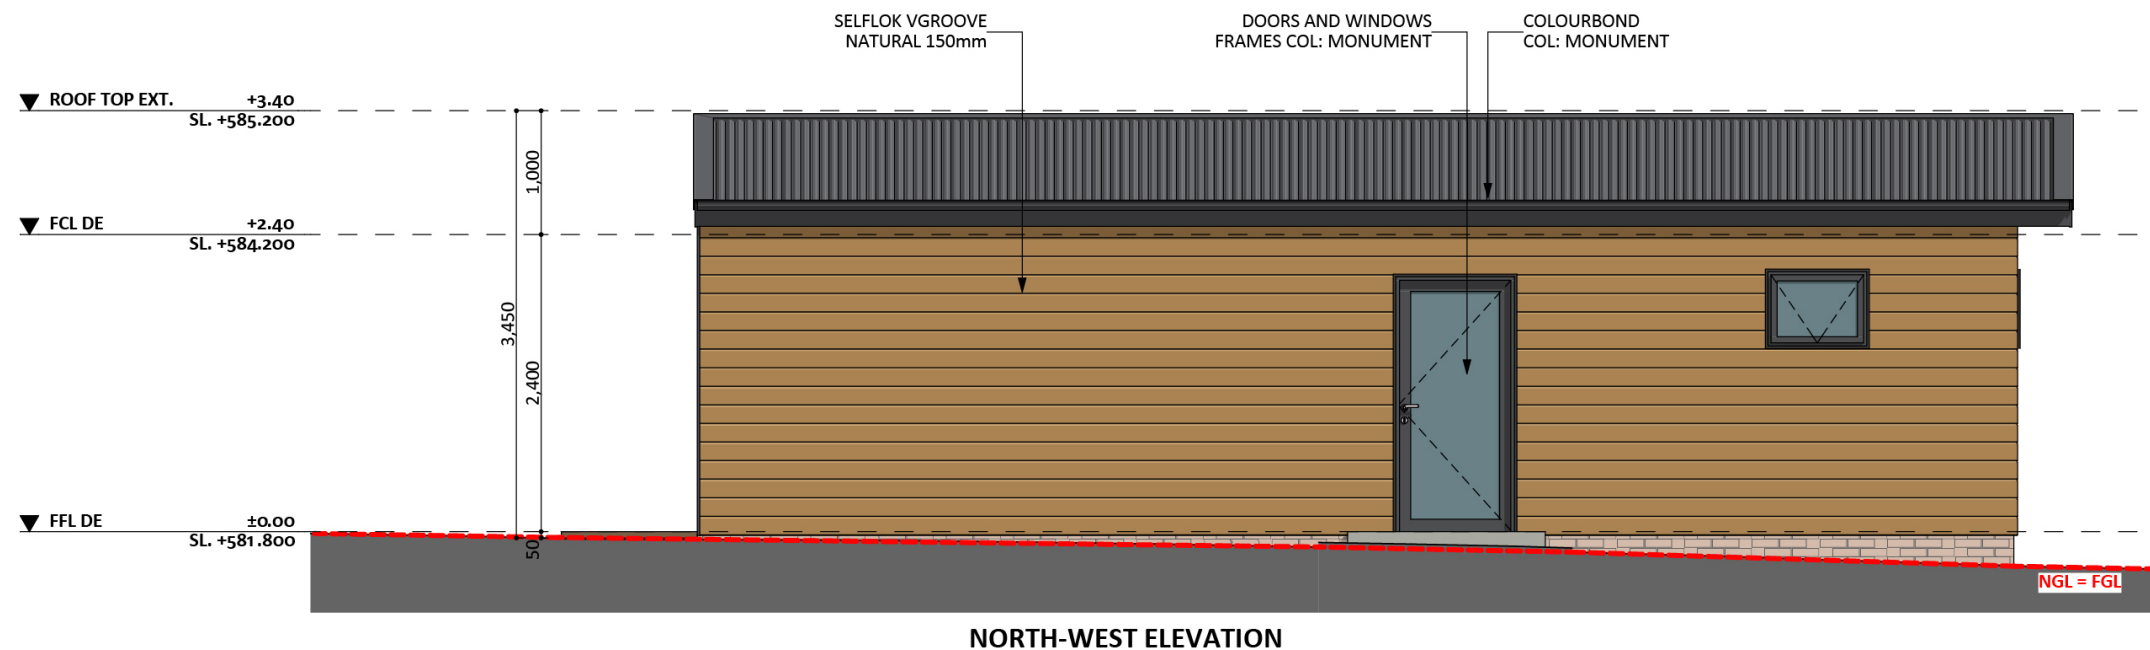 SELFLOK VGROOVE
NATURAL 150mm
DOORS AND WINDOWS
FRAMES COL: MONUMENT
COLOURBOND
COL: MONUMENT
ROOF TOP EXT. +3.40
SL. +585.200
1,000
FCL DE +2.40
SL. +584.200
3,450
2,400
FFL DE ±0.00
SL. +581.800
50
NGL = FGL
NORTH-WEST ELEVATION